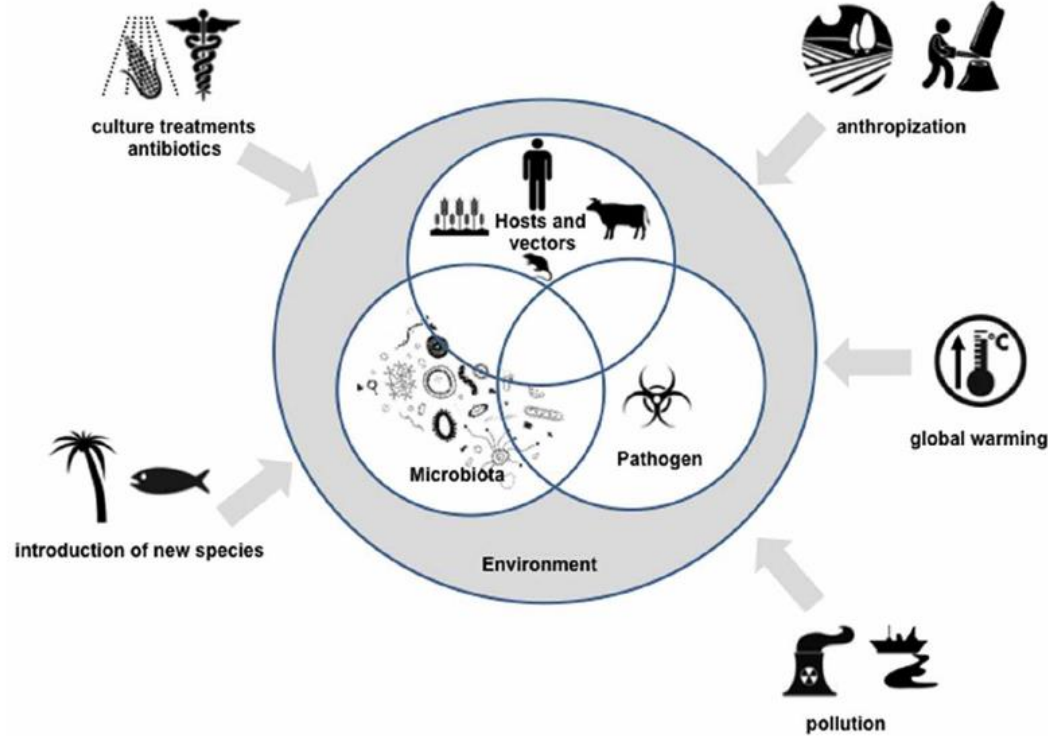 culture treatments
antibiotics
anthropization
Hosts and
vectors
°C
global warming
Microbiota
Pathogen
introduction of new species
Environment
pollution